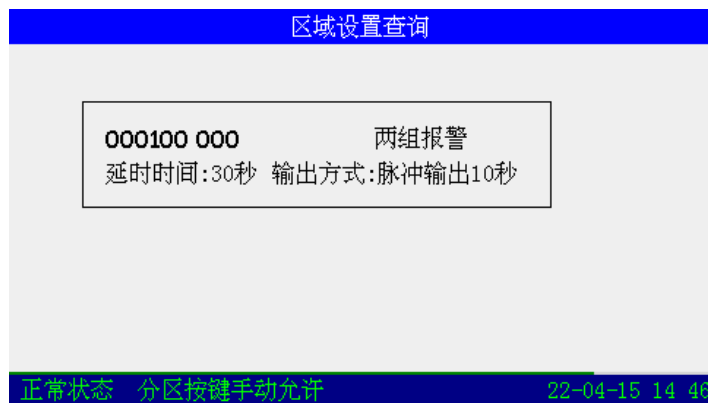 区域设置查询
000100 000 两组报警
延时时间:30秒 输出方式:脉冲输出10秒
正常状态 分区按键手动允许 22-04-15 14 46